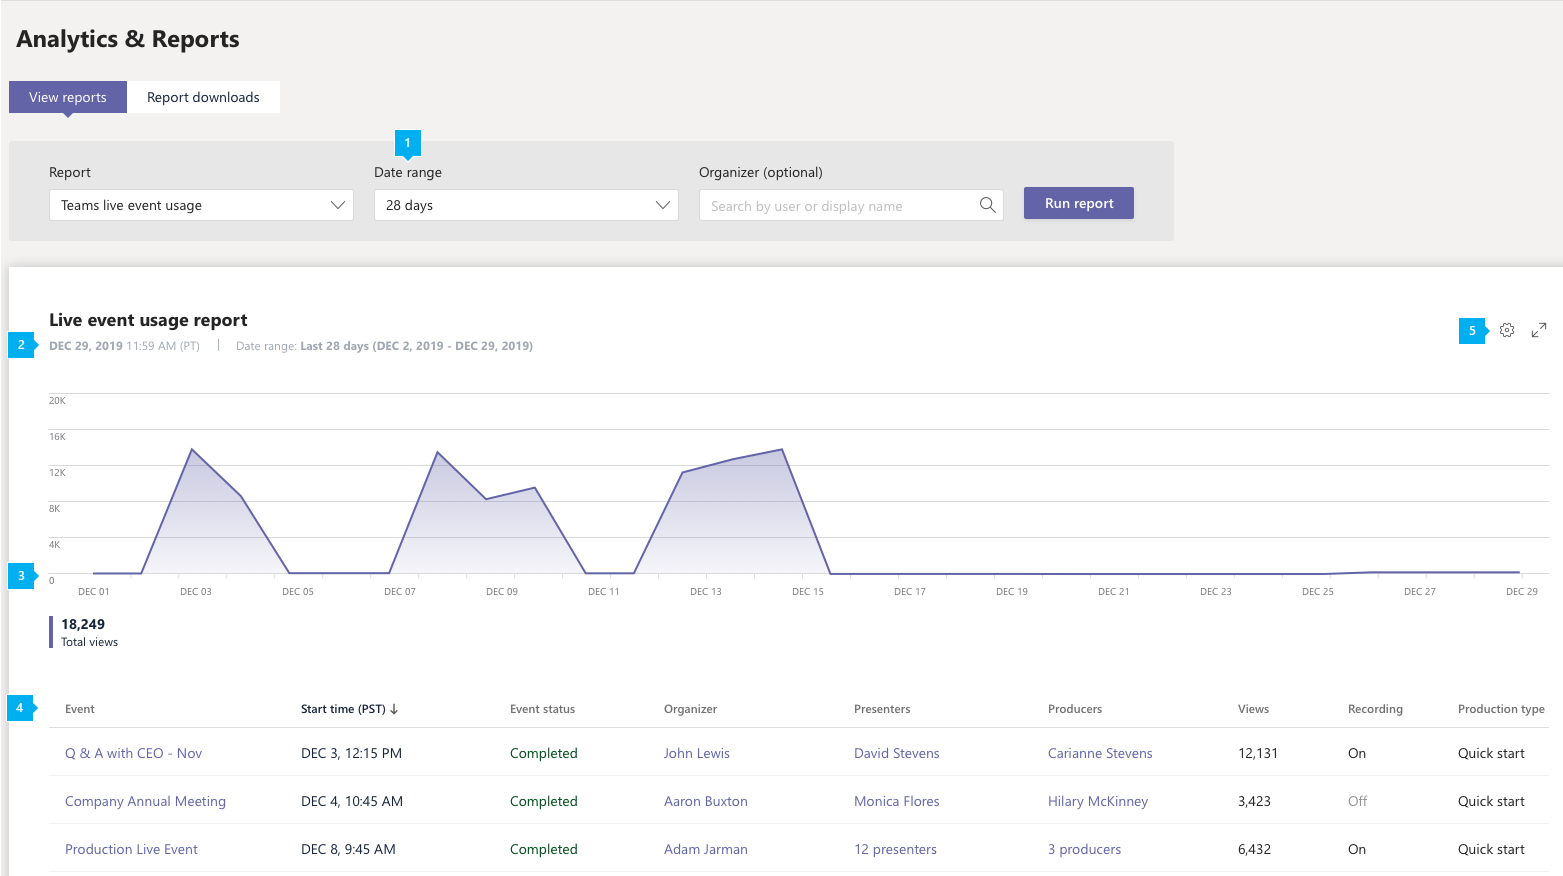 Analytics & Reports
View reports
Report downloads
1
Report
Date range
Organizer (optional)
Teams live event usage
28 days
Search by user or display name
Run report
Live event usage report
5
2
DEC 29, 2019 11:59 AM (PT) | Date range: Last 28 days (DEC 2, 2019 - DEC 29, 2019)
20K
16K
12K
8K
4K
3
0
DEC 01 DEC 03 DEC 05 DEC 07 DEC 09 DEC 11 DEC 13 DEC 15 DEC 17 DEC 19 DEC 21 DEC 23 DEC 25 DEC 27 DEC 29
18,249
Total views
4
Event Start time (PST) ↓ Event status Organizer Presenters Producers Views Recording Production type
Q & A with CEO - Nov DEC 3, 12:15 PM Completed John Lewis David Stevens Carianne Stevens 12,131 On Quick start
Company Annual Meeting DEC 4, 10:45 AM Completed Aaron Buxton Monica Flores Hilary McKinney 3,423 Off Quick start
Production Live Event DEC 8, 9:45 AM Completed Adam Jarman 12 presenters 3 producers 6,432 On Quick start